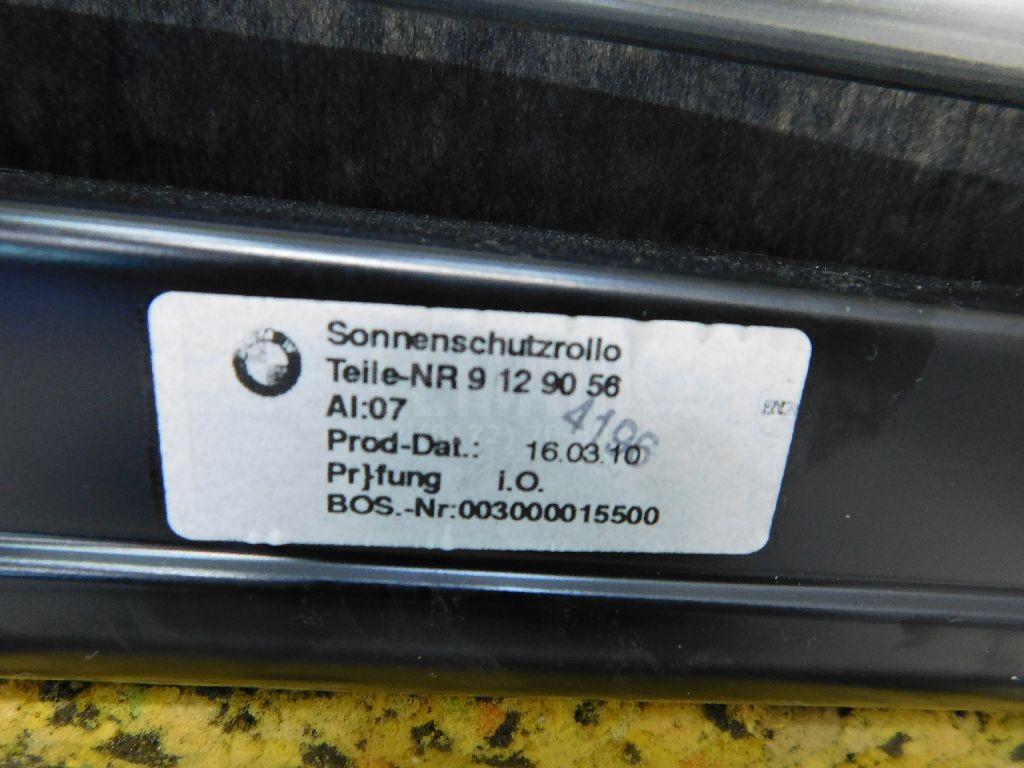 Sonnenschutzrollo
Teile-NR 9 12 90 56
AI:07
4196
Prod-Dat.: 16.03.10
Pr}fung i.O.
BOS.-Nr:003000015500